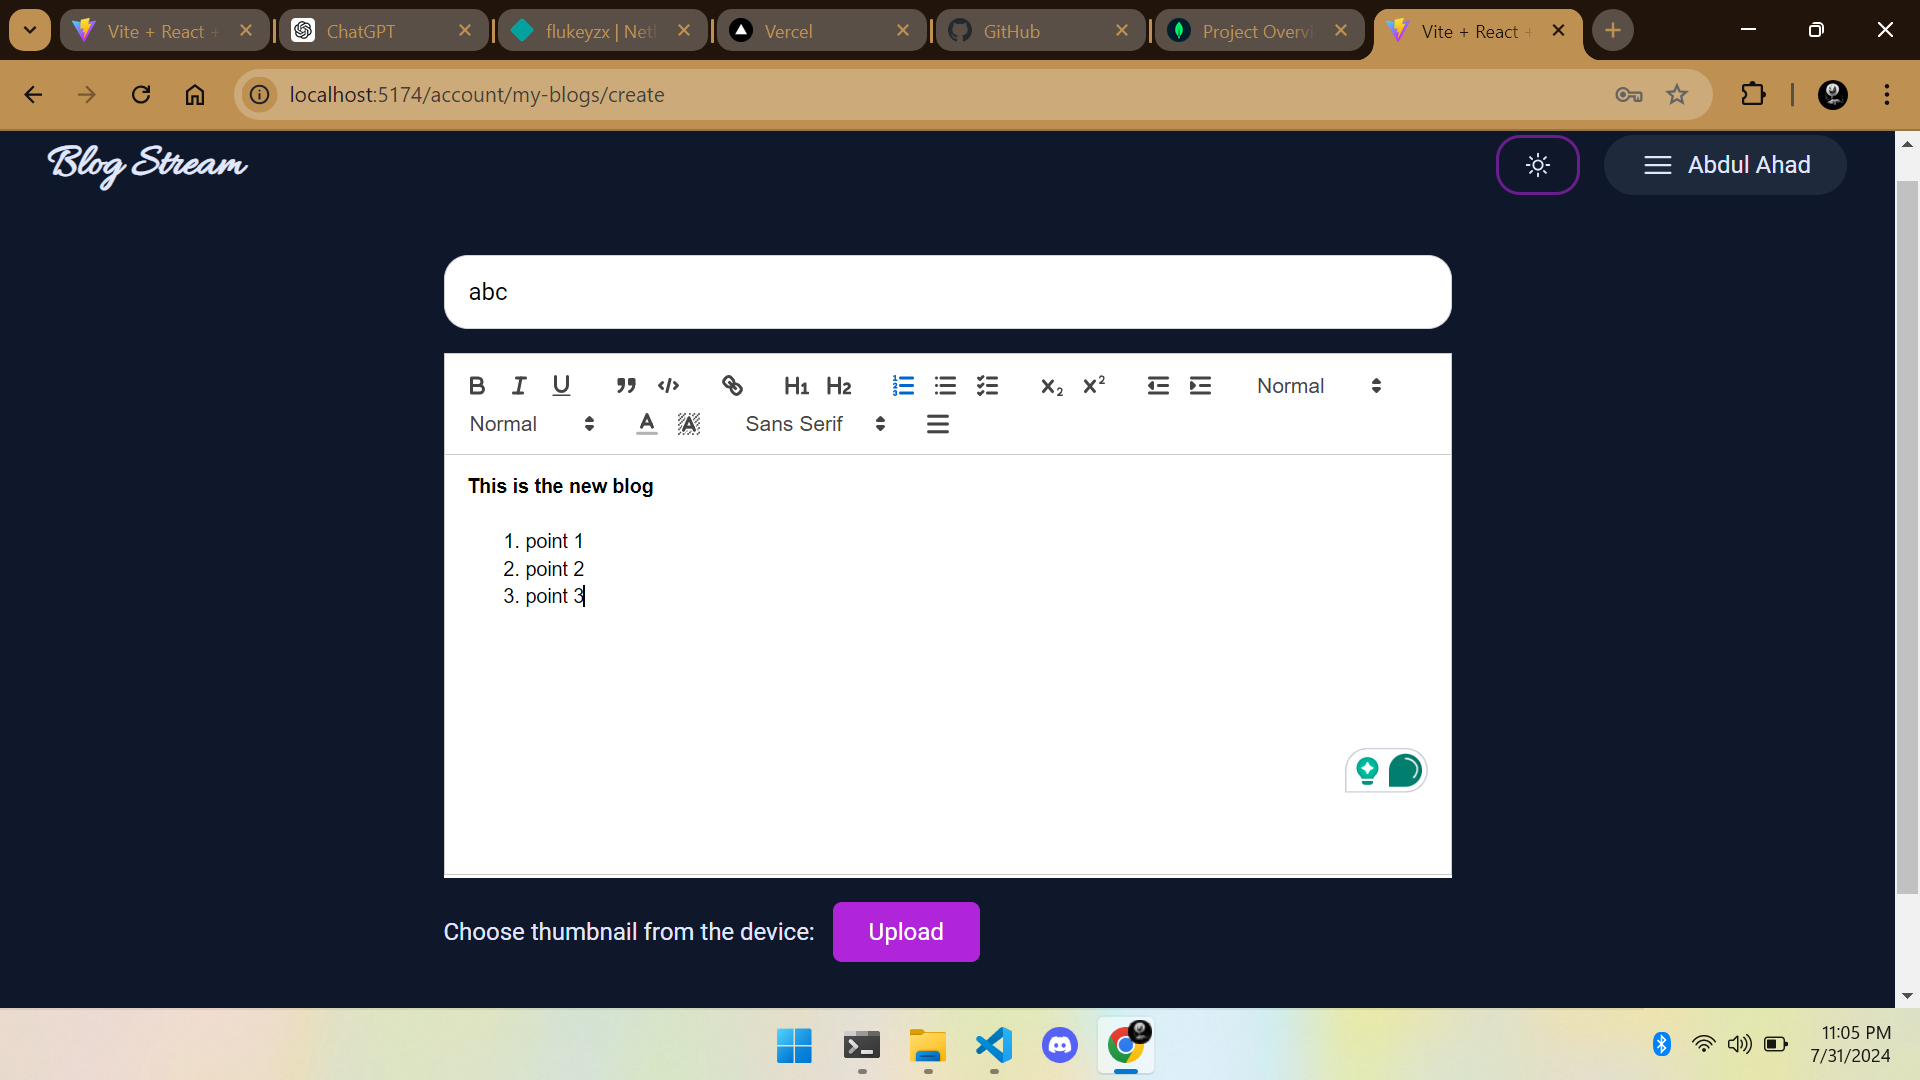 Vite + React +
ChatGPT
flukeyzx | Netl
Vercel
GitHub
Project Overvi
Vite + React +
localhost:5174/account/my-blogs/create
Blog Stream
Abdul Ahad
abc
B I U H1 H2 X2 X2 Normal
Normal A A Sans Serif
This is the new blog
1. point 1
2. point 2
3. point 3
Choose thumbnail from the device: Upload
11:05 PM
7/31/2024